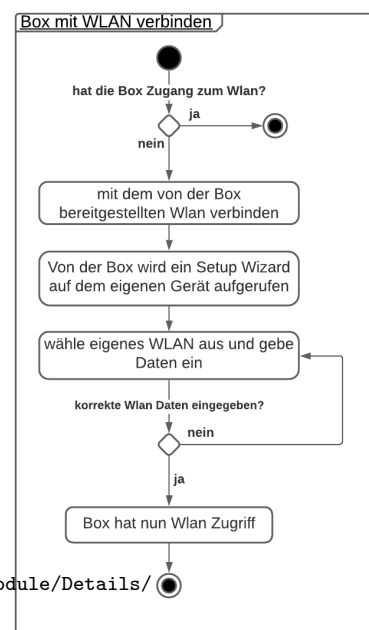 Box mit WLAN verbinden
hat die Box Zugang zum Wlan?
ja
nein
mit dem von der Box
bereitgestellten Wlan verbinden
Von der Box wird ein Setup Wizard
auf dem eigenen Gerät aufgerufen
wähle eigenes WLAN aus und gebe
Daten ein
korrekte Wlan Daten eingegeben?
nein
ja
Box hat nun Wlan Zugriff
odule/Details/